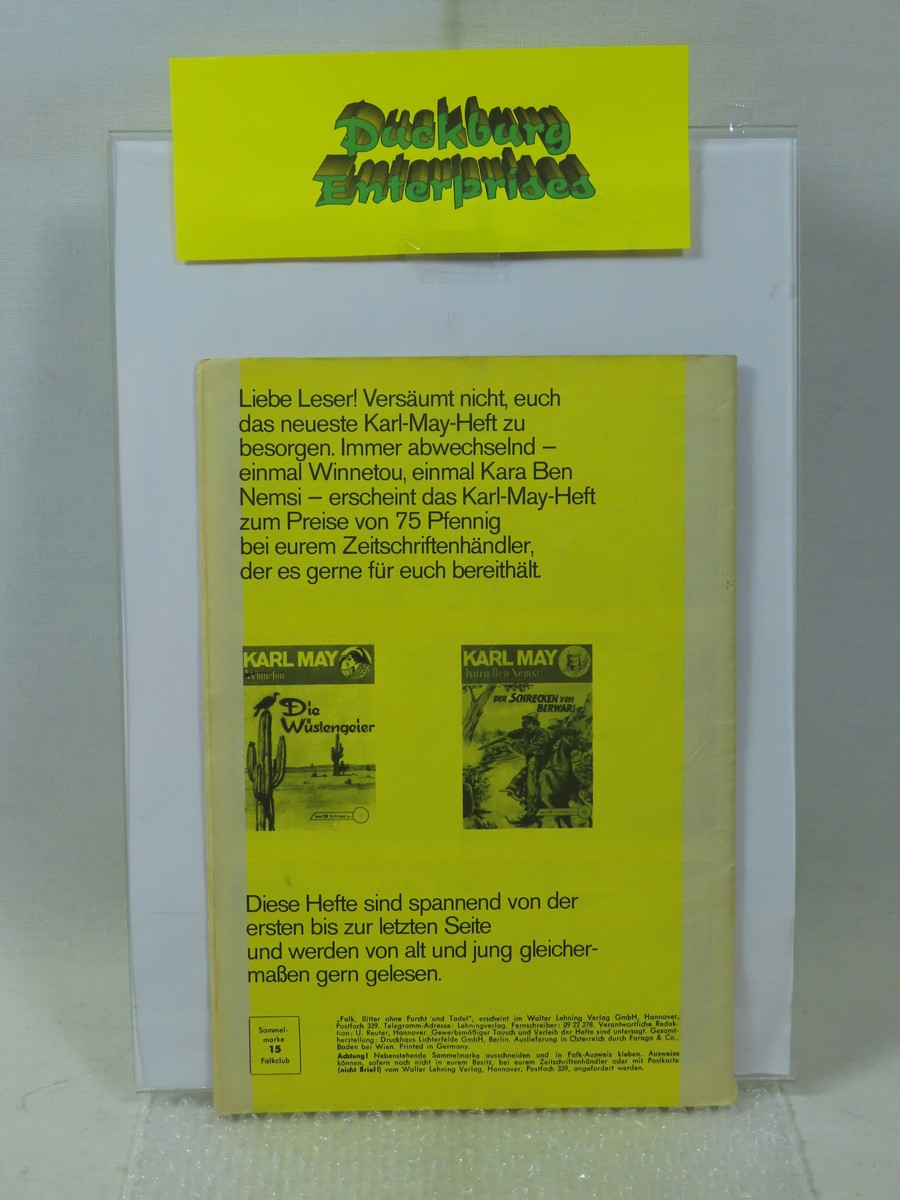 Duckburg
Enterprises
Liebe Leser! Versäumt nicht, euch
das neueste Karl-May-Heft zu
besorgen. Immer abwechselnd –
einmal Winnetou, einmal Kara Ben
Nemsi – erscheint das Karl-May-Heft
zum Preise von 75 Pfennig
bei eurem Zeitschriftenhändler,
der es gerne für euch bereithält.
KARL MAY
Winnetou
Die
Wüstengeier
KARL MAY
Kara Ben Nemsi
DER SCHRECKEN VON
BERWARI
Diese Hefte sind spannend von der
ersten bis zur letzten Seite
und werden von alt und jung gleicher-
maßen gern gelesen.
Sammel-
marke
15
Falkclub
„Falk, Ritter ohne Furcht und Tadel“, erscheint im Walter Lehning Verlag GmbH, Hannover,
Postfach 339. Telegramm-Adresse: Lehningverlag. Fernschreiber: 09 22 278. Verantwortliche Redak-
tion: U. Reuter, Hannover. Gewerbsmäßiger Tausch und Verleih der Hefte sind untersagt. Gesamt-
herstellung: Druckhaus Lichterfelde GmbH, Berlin. Auslieferung in Österreich durch Farago & Co.,
Baden bei Wien. Printed in Germany.
Achtung! Nebenstehende Sammelmarke ausschneiden und in Falk-Ausweis kleben. Ausweise
können, sofern noch nicht in eurem Besitz, bei eurem Zeitschriftenhändler oder mit Postkarte
(nicht Brief!) vom Walter Lehning Verlag, Hannover, Postfach 339, angefordert werden.